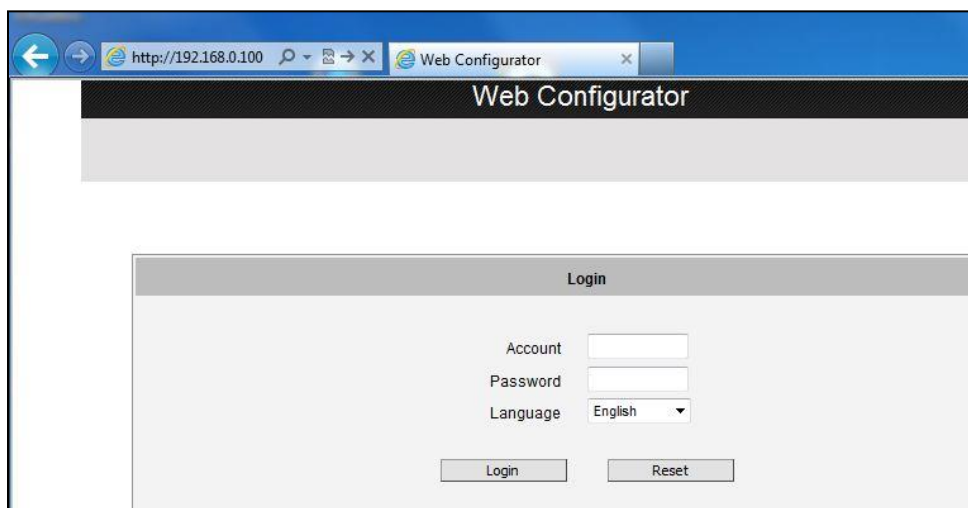 http://192.168.0.100
Web Configurator
Web Configurator
Login
Account
Password
Language English
Login Reset